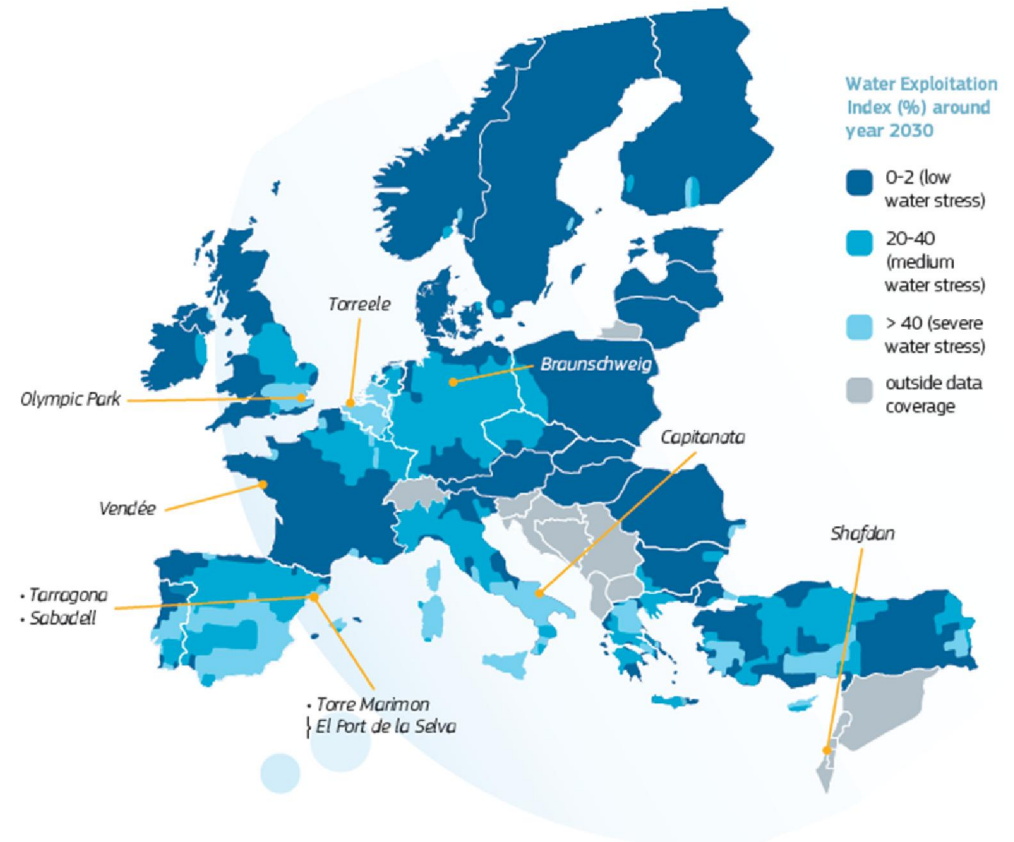 Water Exploitation
Index (%) around
year 2030
0-2 (low
water stress)
20-40
(medium
water stress)
> 40 (severe
water stress)
outside data
coverage
Torreele
Braunschweig
Olympic Park
Capitanata
Vendée
Shafdan
• Tarragona
• Sabadell
• Torre Marimon
} El Port de la Selva